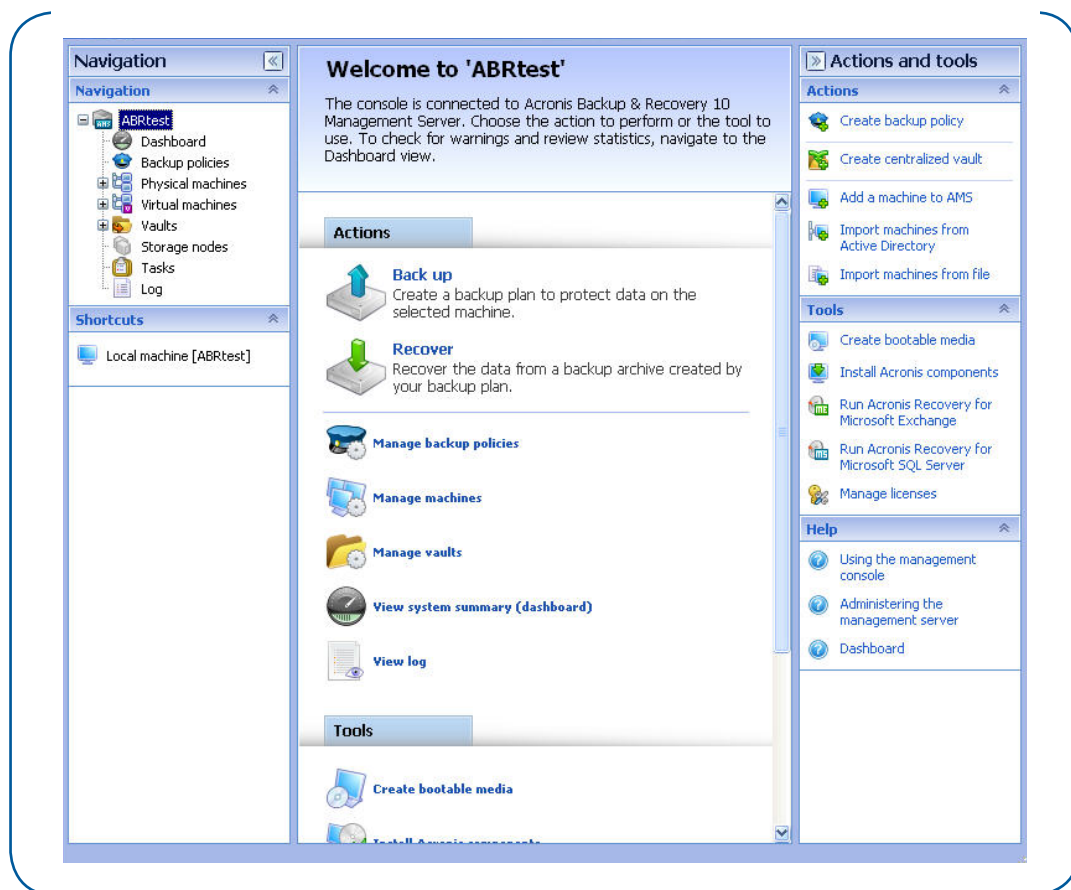 Navigation
Navigation
AMS
ABRtest
Dashboard
Backup policies
Physical machines
Virtual machines
Vaults
Storage nodes
Tasks
Log
Shortcuts
Local machine [ABRtest]
Welcome to 'ABRtest'
The console is connected to Acronis Backup & Recovery 10
Management Server. Choose the action to perform or the tool to
use. To check for warnings and review statistics, navigate to the
Dashboard view.
Actions
Back up
Create a backup plan to protect data on the
selected machine.
Recover
Recover the data from a backup archive created by
your backup plan.
Manage backup policies
Manage machines
Manage vaults
View system summary (dashboard)
View log
Tools
Create bootable media
Install Acronis components
Actions and tools
Actions
Create backup policy
Create centralized vault
Add a machine to AMS
Import machines from
Active Directory
Import machines from file
Tools
Create bootable media
Install Acronis components
ME
Run Acronis Recovery for
Microsoft Exchange
MS
Run Acronis Recovery for
Microsoft SQL Server
Manage licenses
Help
Using the management
console
Administering the
management server
Dashboard